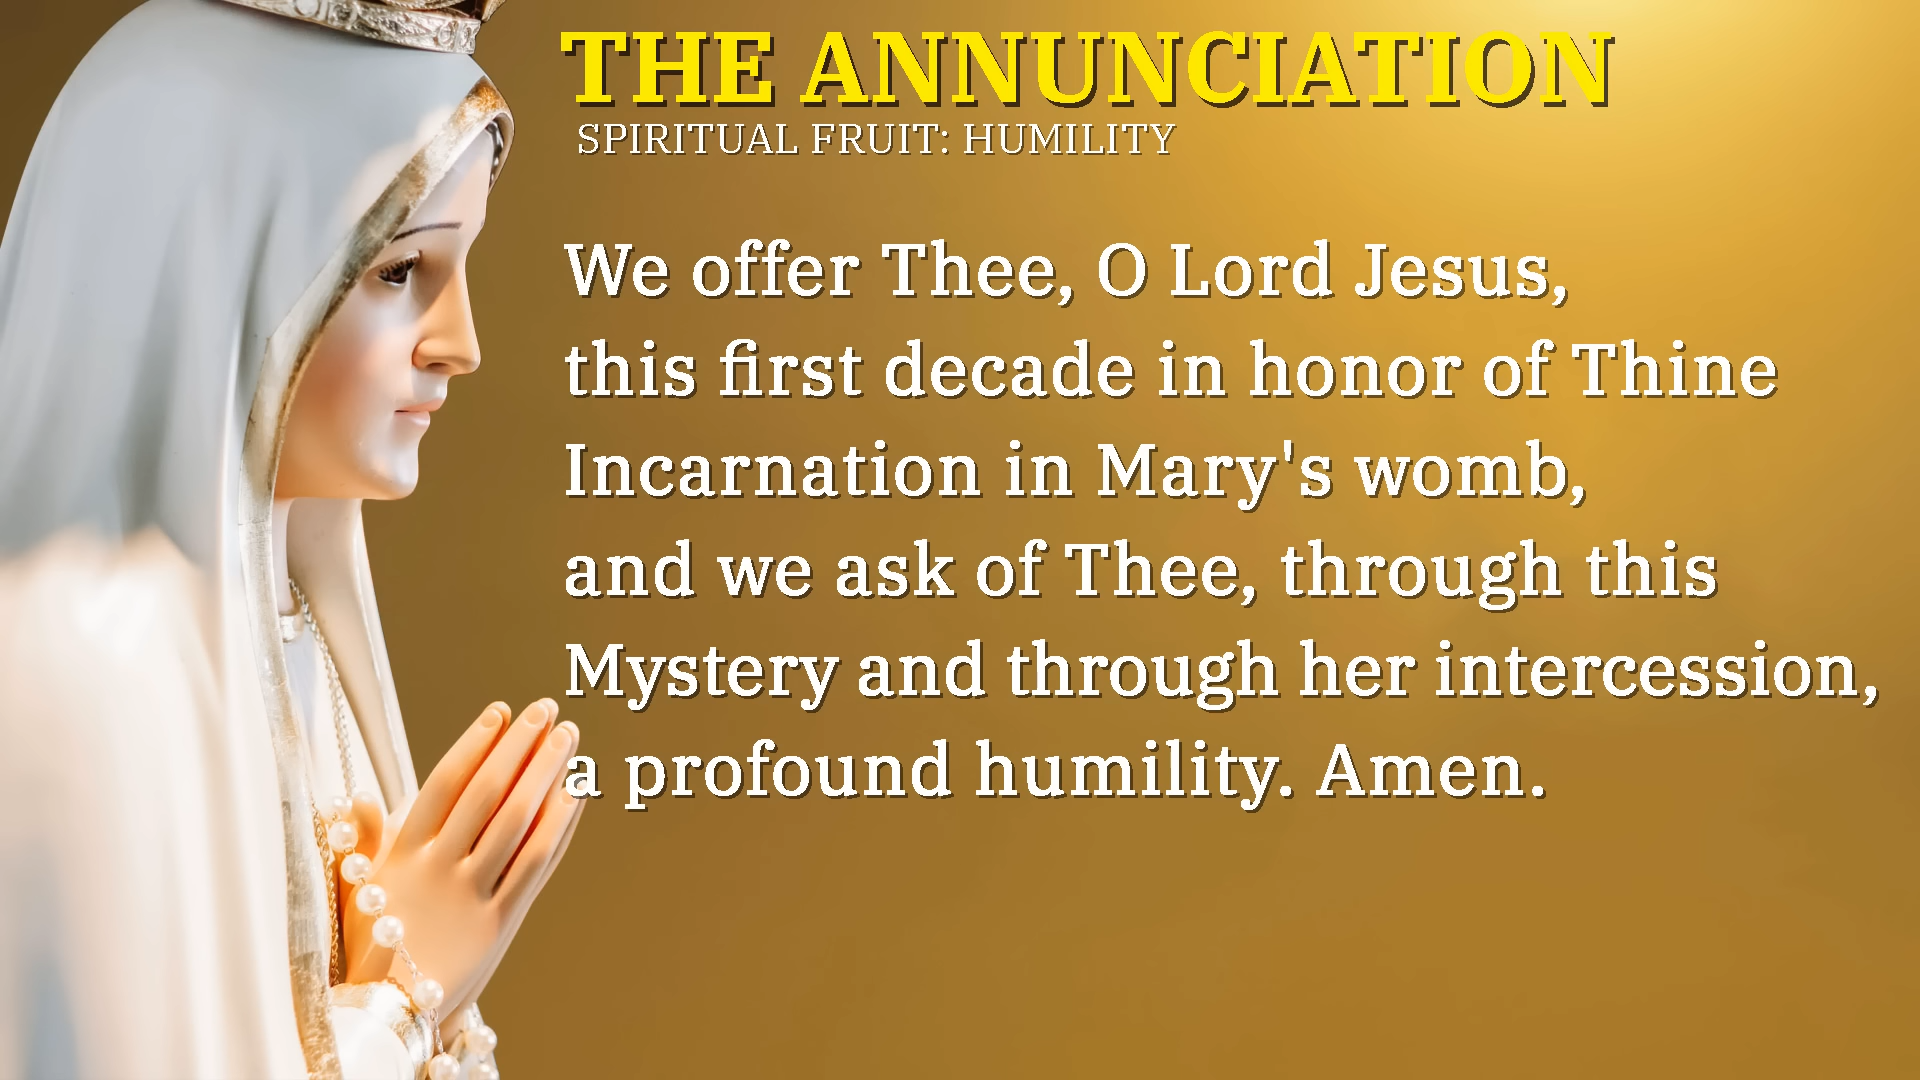 THE ANNUNCIATION
SPIRITUAL FRUIT: HUMILITY
We offer Thee, O Lord Jesus,
this first decade in honor of Thine
Incarnation in Mary's womb,
and we ask of Thee, through this
Mystery and through her intercession,
a profound humility. Amen.